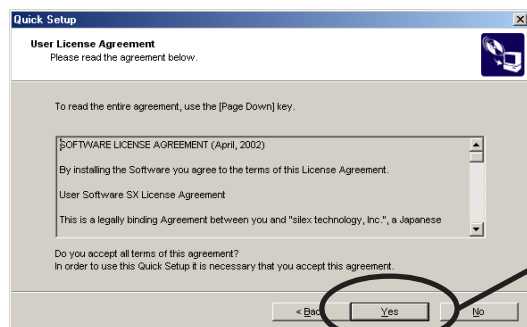 Quick Setup
User License Agreement
Please read the agreement below.
To read the entire agreement, use the [Page Down] key.
SOFTWARE LICENSE AGREEMENT (April, 2002)
By installing the Software you agree to the terms of this License Agreement.
User Software SX License Agreement
This is a legally binding Agreement between you and "silex technology, Inc.", a Japanese
Do you accept all terms of this agreement?
In order to use this Quick Setup it is necessary that you accept this agreement.
< Back
Yes
No